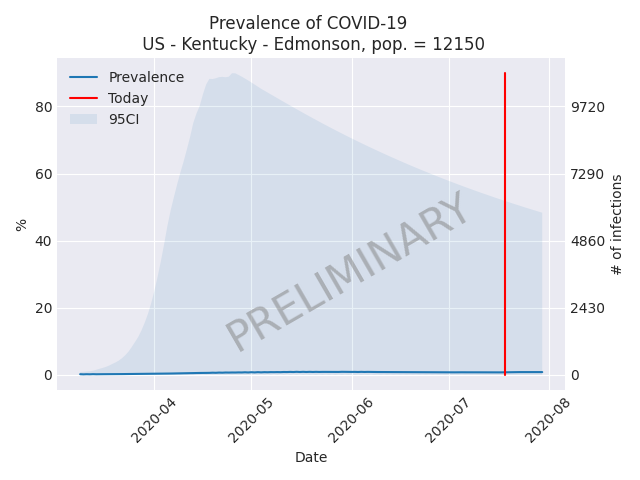 Prevalence of COVID-19
US - Kentucky - Edmonson, pop. = 12150
Prevalence
Today
95CI
%
80
60
40
20
0
9720
7290
4860
2430
0
# of infections
PRELIMINARY
2020-04
2020-05
2020-06
2020-07
2020-08
Date